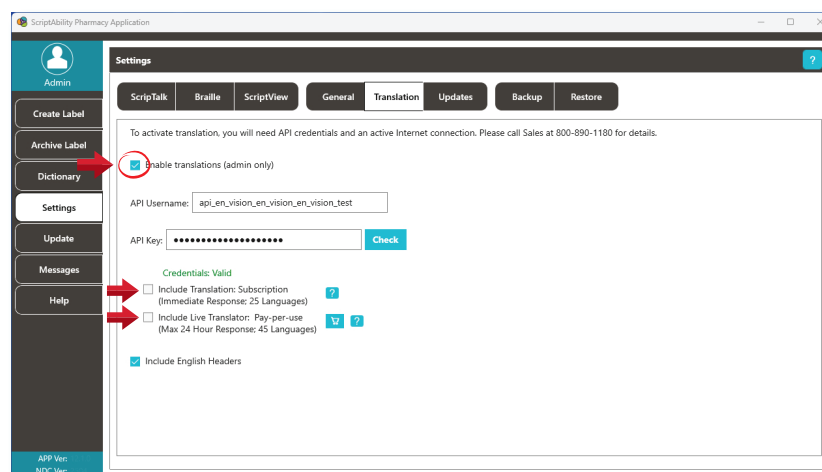 ScriptAbility Pharmacy Application
Admin
Create Label
Archive Label
Dictionary
Settings
Update
Messages
Help
APP Ver:
NDC Ver:
Settings
?
ScripTalk Braille ScriptView General Translation Updates Backup Restore
To activate translation, you will need API credentials and an active Internet connection. Please call Sales at 800-890-1180 for details.
Enable translations (admin only)
API Username: api_en_vision_en_vision_en_vision_test
API Key: ●●●●●●●●●●●●●●●●●●●● Check
Credentials: Valid
Include Translation: Subscription
(Immediate Response; 25 Languages) ?
Include Live Translator: Pay-per-use
(Max 24 Hour Response; 45 Languages) ?
Include English Headers